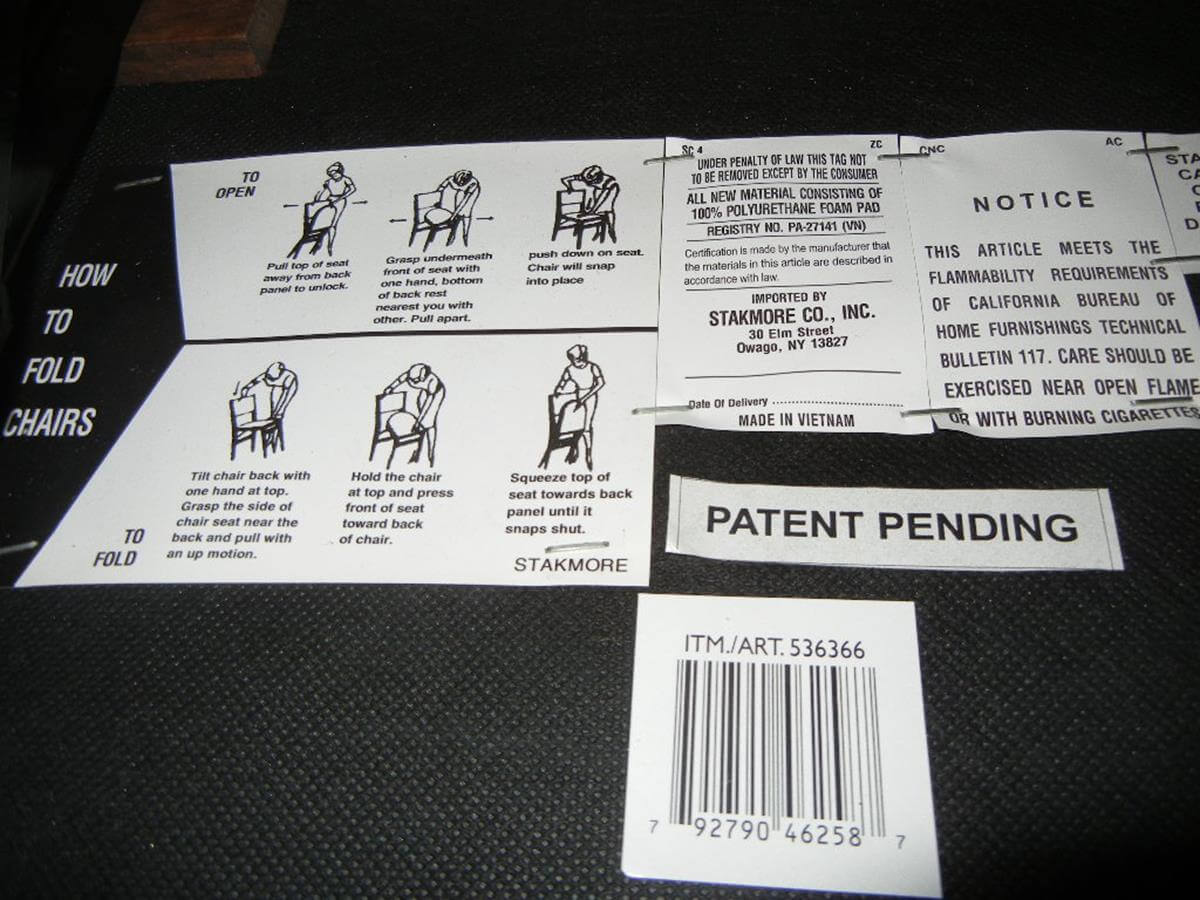 HOW
TO
FOLD
CHAIRS
TO
OPEN
Pull top of seat
away from back
panel to unlock.
Grasp underneath
front of seat with
one hand, bottom
of back rest
nearest you with
other. Pull apart.
push down on seat.
Chair will snap
into place
TO
FOLD
Tilt chair back with
one hand at top.
Grasp the side of
chair seat near the
back and pull with
an up motion.
Hold the chair
at top and press
front of seat
toward back
of chair.
Squeeze top of
seat towards back
panel until it
snaps shut.
STAKMORE
SC 4 ZC
UNDER PENALTY OF LAW THIS TAG NOT
TO BE REMOVED EXCEPT BY THE CONSUMER
ALL NEW MATERIAL CONSISTING OF
100% POLYURETHANE FOAM PAD
REGISTRY NO. PA-27141 (VN)
Certification is made by the manufacturer that
the materials in this article are described in
accordance with law.
IMPORTED BY
STAKMORE CO., INC.
30 Elm Street
Owago, NY 13827
Date Of Delivery
MADE IN VIETNAM
CNC AC
NOTICE
THIS ARTICLE MEETS THE
FLAMMABILITY REQUIREMENTS
OF CALIFORNIA BUREAU OF
HOME FURNISHINGS TECHNICAL
BULLETIN 117. CARE SHOULD BE
EXERCISED NEAR OPEN FLAME
OR WITH BURNING CIGARETTES
STA
CA
D
PATENT PENDING
ITM./ART. 536366
7 92790 46258 7